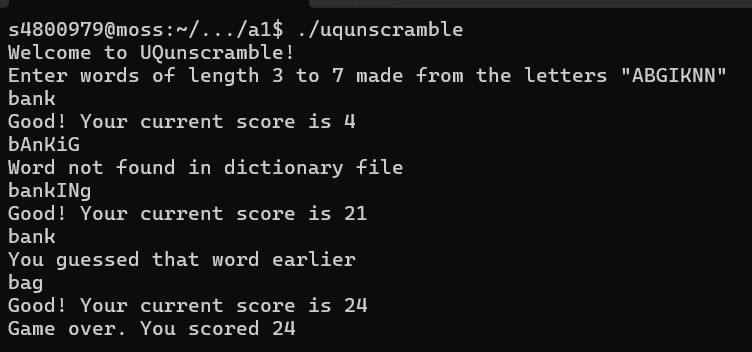 s4800979@moss:~/.../a1$ ./uqunscramble
Welcome to UQunscramble!
Enter words of length 3 to 7 made from the letters "ABGIKNN"
bank
Good! Your current score is 4
bAnKiG
Word not found in dictionary file
bankINg
Good! Your current score is 21
bank
You guessed that word earlier
bag
Good! Your current score is 24
Game over. You scored 24